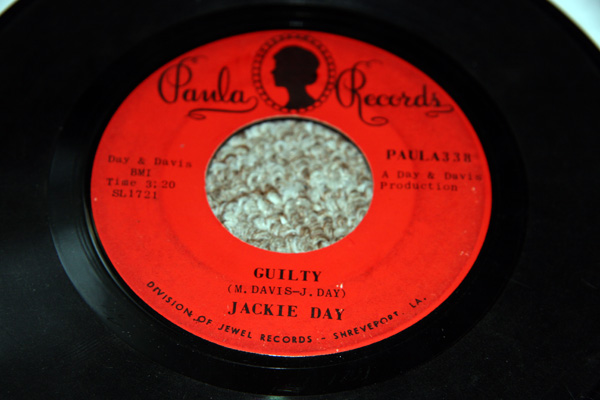 Paula Records
Day & Davis
BMI
Time 3:20
SL1721
PAULA338
A Day & Davis
Production
GUILTY
(M. DAVIS-J. DAY)
JACKIE DAY
DIVISION OF JEWEL RECORDS - SHREVEPORT, LA.